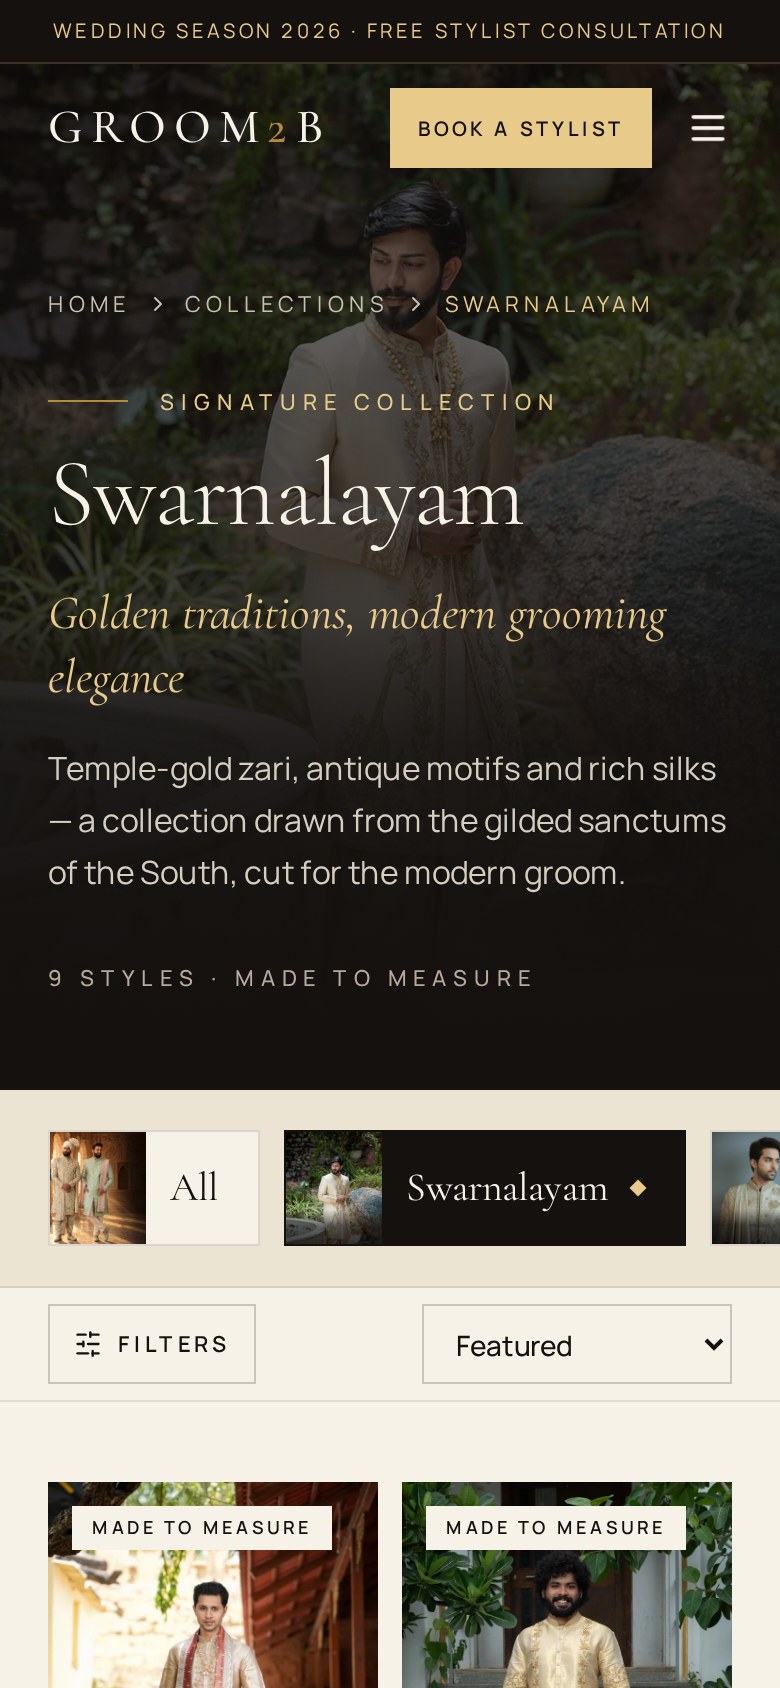 WEDDING SEASON 2026 · FREE STYLIST CONSULTATION
GROOM2B
BOOK A STYLIST
HOME > COLLECTIONS > SWARNALAYAM
SIGNATURE COLLECTION
Swarnalayam
Golden traditions, modern grooming
elegance
Temple-gold zari, antique motifs and rich silks
— a collection drawn from the gilded sanctums
of the South, cut for the modern groom.
9 STYLES · MADE TO MEASURE
All
Swarnalayam
FILTERS
Featured
MADE TO MEASURE
MADE TO MEASURE